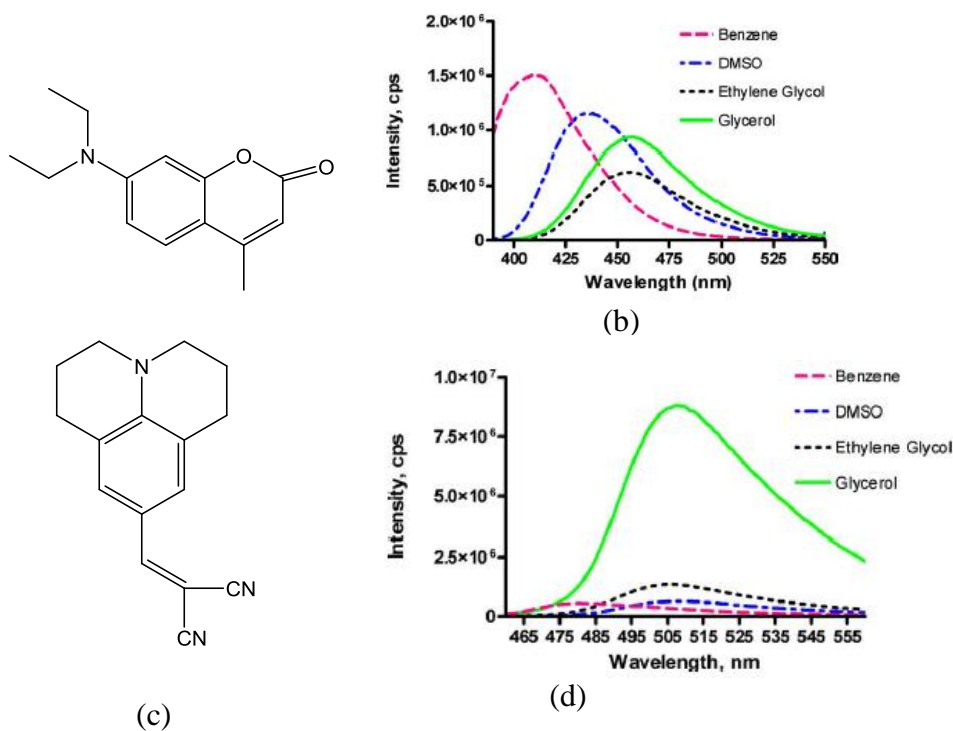 N
O
O
2.0×10⁶
1.5×10⁶
1.0×10⁶
5.0×10⁵
0
Intensity, cps
400 425 450 475 500 525 550
Wavelength (nm)
Benzene
DMSO
Ethylene Glycol
Glycerol
(b)
N
CN
CN
(c)
1.0×10⁷
7.5×10⁶
5.0×10⁶
2.5×10⁶
0
Intensity, cps
465 475 485 495 505 515 525 535 545 555
Wavelength, nm
Benzene
DMSO
Ethylene Glycol
Glycerol
(d)